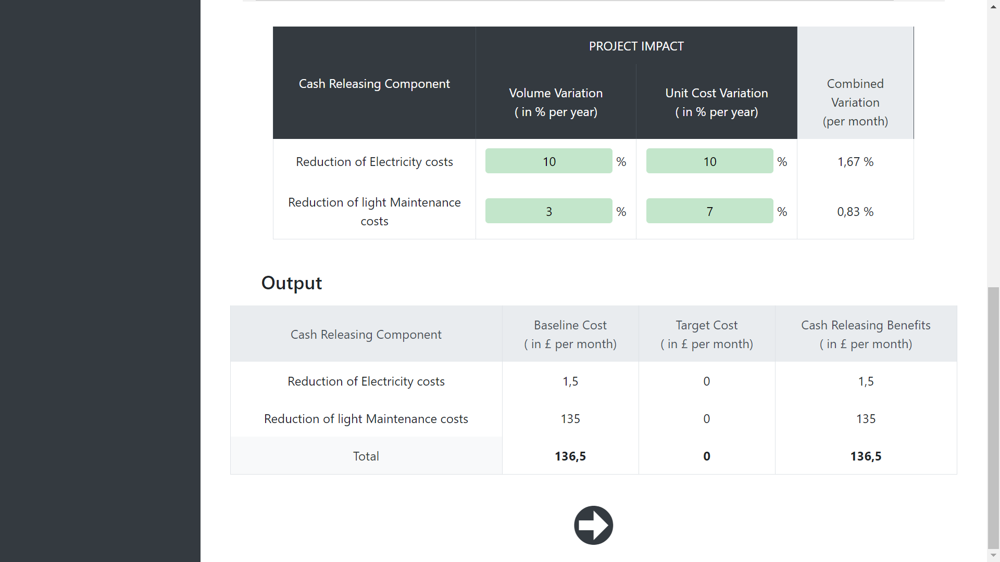 PROJECT IMPACT
Cash Releasing Component
Volume Variation
( in % per year)
Unit Cost Variation
( in % per year)
Combined
Variation
(per month)
Reduction of Electricity costs
10 %
10 %
1,67 %
Reduction of light Maintenance
costs
3 %
7 %
0,83 %
Output
Cash Releasing Component
Baseline Cost
( in £ per month)
Target Cost
( in £ per month)
Cash Releasing Benefits
( in £ per month)
Reduction of Electricity costs
1,5
0
1,5
Reduction of light Maintenance costs
135
0
135
Total
136,5
0
136,5